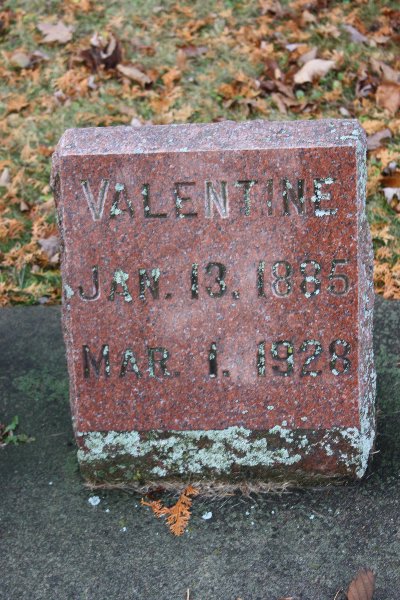 VALENTINE
JAN. 13. 1885
MAR. 1. 1928